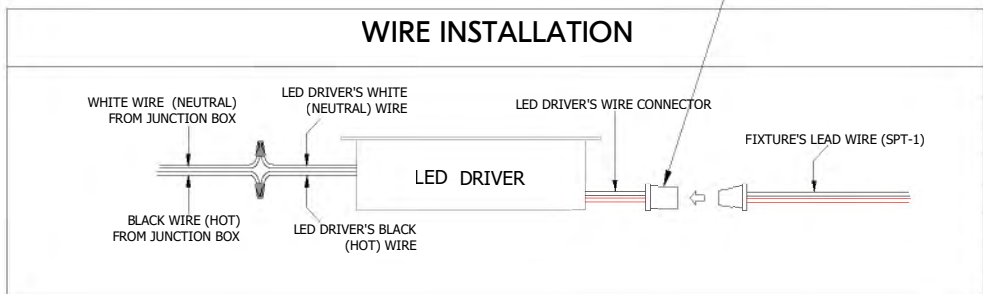 WIRE INSTALLATION
WHITE WIRE (NEUTRAL)
FROM JUNCTION BOX
LED DRIVER'S WHITE
(NEUTRAL) WIRE
LED DRIVER'S WIRE CONNECTOR
FIXTURE'S LEAD WIRE (SPT-1)
LED DRIVER
BLACK WIRE (HOT)
FROM JUNCTION BOX
LED DRIVER'S BLACK
(HOT) WIRE